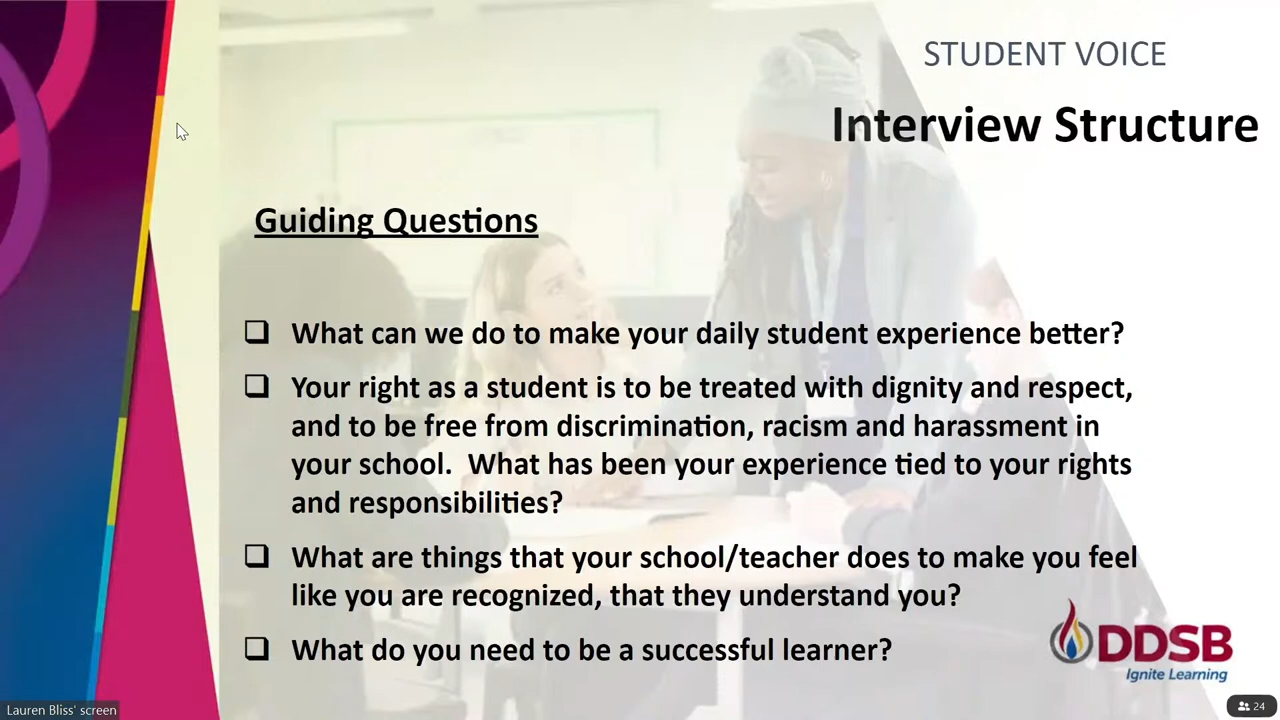 STUDENT VOICE
Interview Structure
Guiding Questions
❑ What can we do to make your daily student experience better?
❑ Your right as a student is to be treated with dignity and respect,
and to be free from discrimination, racism and harassment in
your school.  What has been your experience tied to your rights
and responsibilities?
❑ What are things that your school/teacher does to make you feel
like you are recognized, that they understand you?
❑ What do you need to be a successful learner?
DDSB
Ignite Learning
Lauren Bliss' screen
24